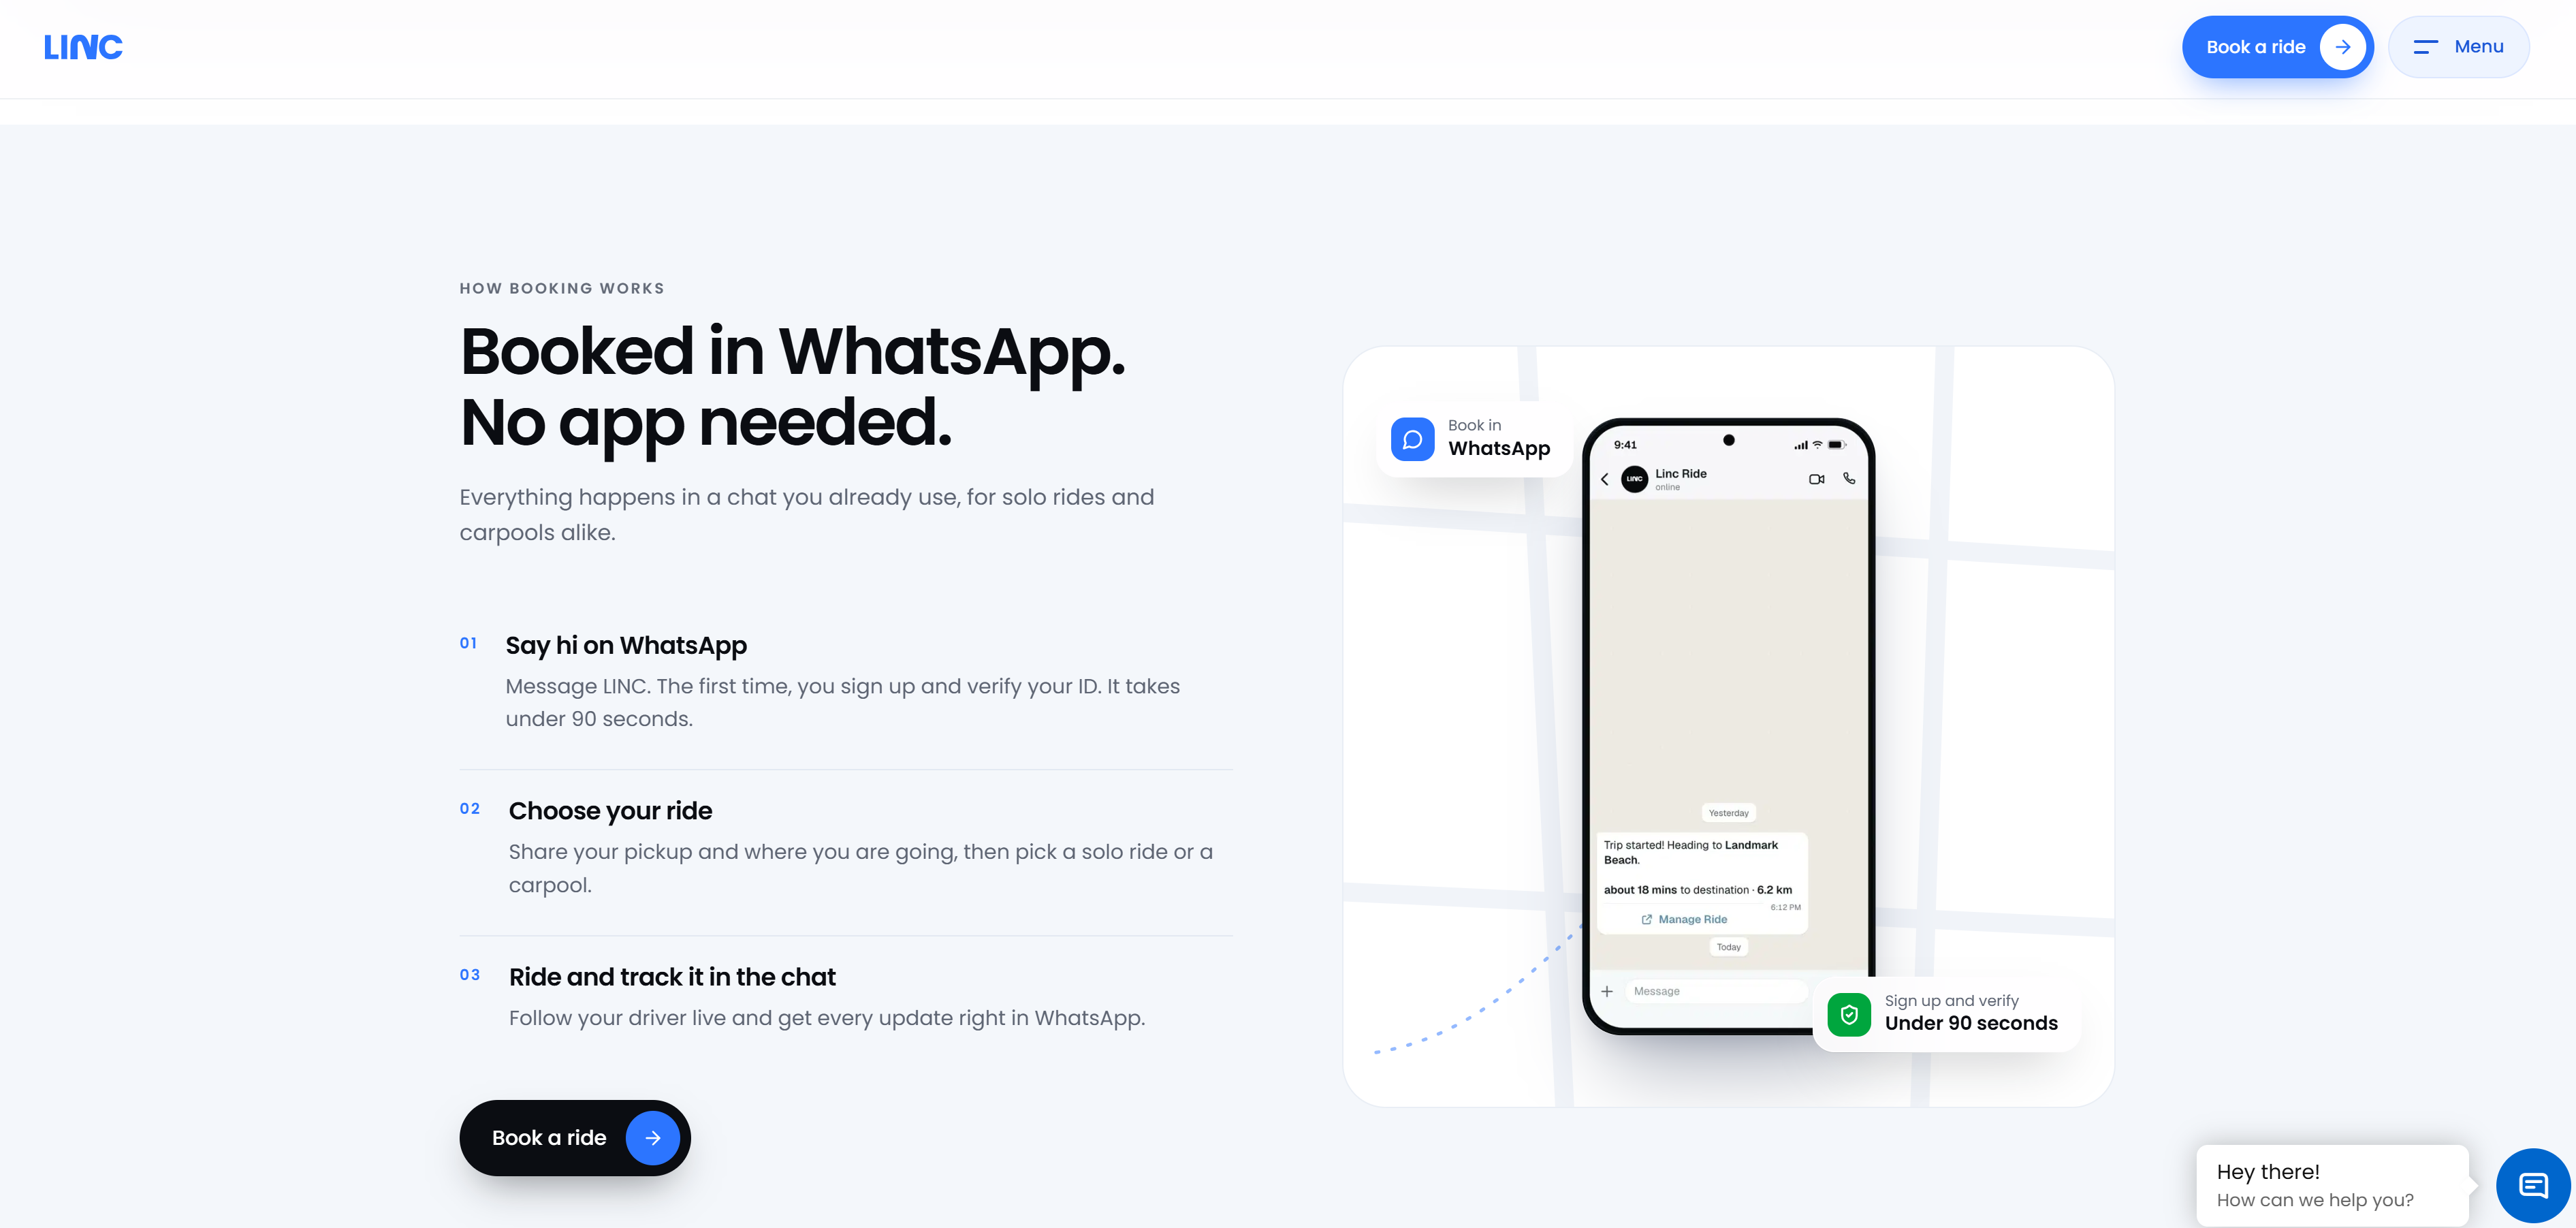 LINC
Book a ride
Menu
HOW BOOKING WORKS
Booked in WhatsApp.
No app needed.
Everything happens in a chat you already use, for solo rides and
carpools alike.
01 Say hi on WhatsApp
Message LINC. The first time, you sign up and verify your ID. It takes
under 90 seconds.
02 Choose your ride
Share your pickup and where you are going, then pick a solo ride or a
carpool.
03 Ride and track it in the chat
Follow your driver live and get every update right in WhatsApp.
Book a ride
Book in
WhatsApp
9:41
LINC
Linc Ride
online
Yesterday
Trip started! Heading to Landmark
Beach.
about 18 mins to destination · 6.2 km
6:12 PM
Manage Ride
Today
Message
Sign up and verify
Under 90 seconds
Hey there!
How can we help you?